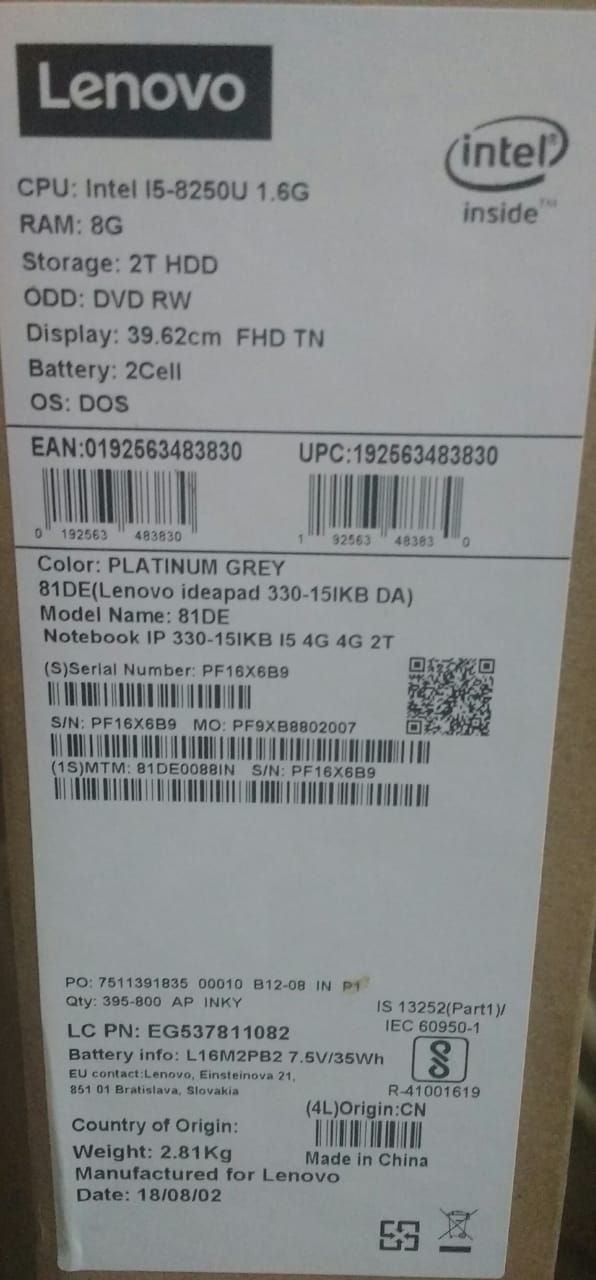 Lenovo
intel®
inside™
CPU: Intel I5-8250U 1.6G
RAM: 8G
Storage: 2T HDD
ODD: DVD RW
Display: 39.62cm FHD TN
Battery: 2Cell
OS: DOS
EAN:0192563483830 UPC:192563483830
0 192563 483830 1 92563 48383 0
Color: PLATINUM GREY
81DE(Lenovo ideapad 330-15IKB DA)
Model Name: 81DE
Notebook IP 330-15IKB I5 4G 4G 2T
(S)Serial Number: PF16X6B9
S/N: PF16X6B9 MO: PF9XB8802007
(1S)MTM: 81DE0088IN S/N: PF16X6B9
PO: 7511391835 00010 B12-08 IN P1
Qty: 395-800 AP INKY
IS 13252(Part1)/
IEC 60950-1
LC PN: EG537811082
Battery info: L16M2PB2 7.5V/35Wh
EU contact:Lenovo, Einsteinova 21,
851 01 Bratislava, Slovakia
R-41001619
(4L)Origin:CN
Country of Origin:
Made in China
Weight: 2.81Kg
Manufactured for Lenovo
Date: 18/08/02